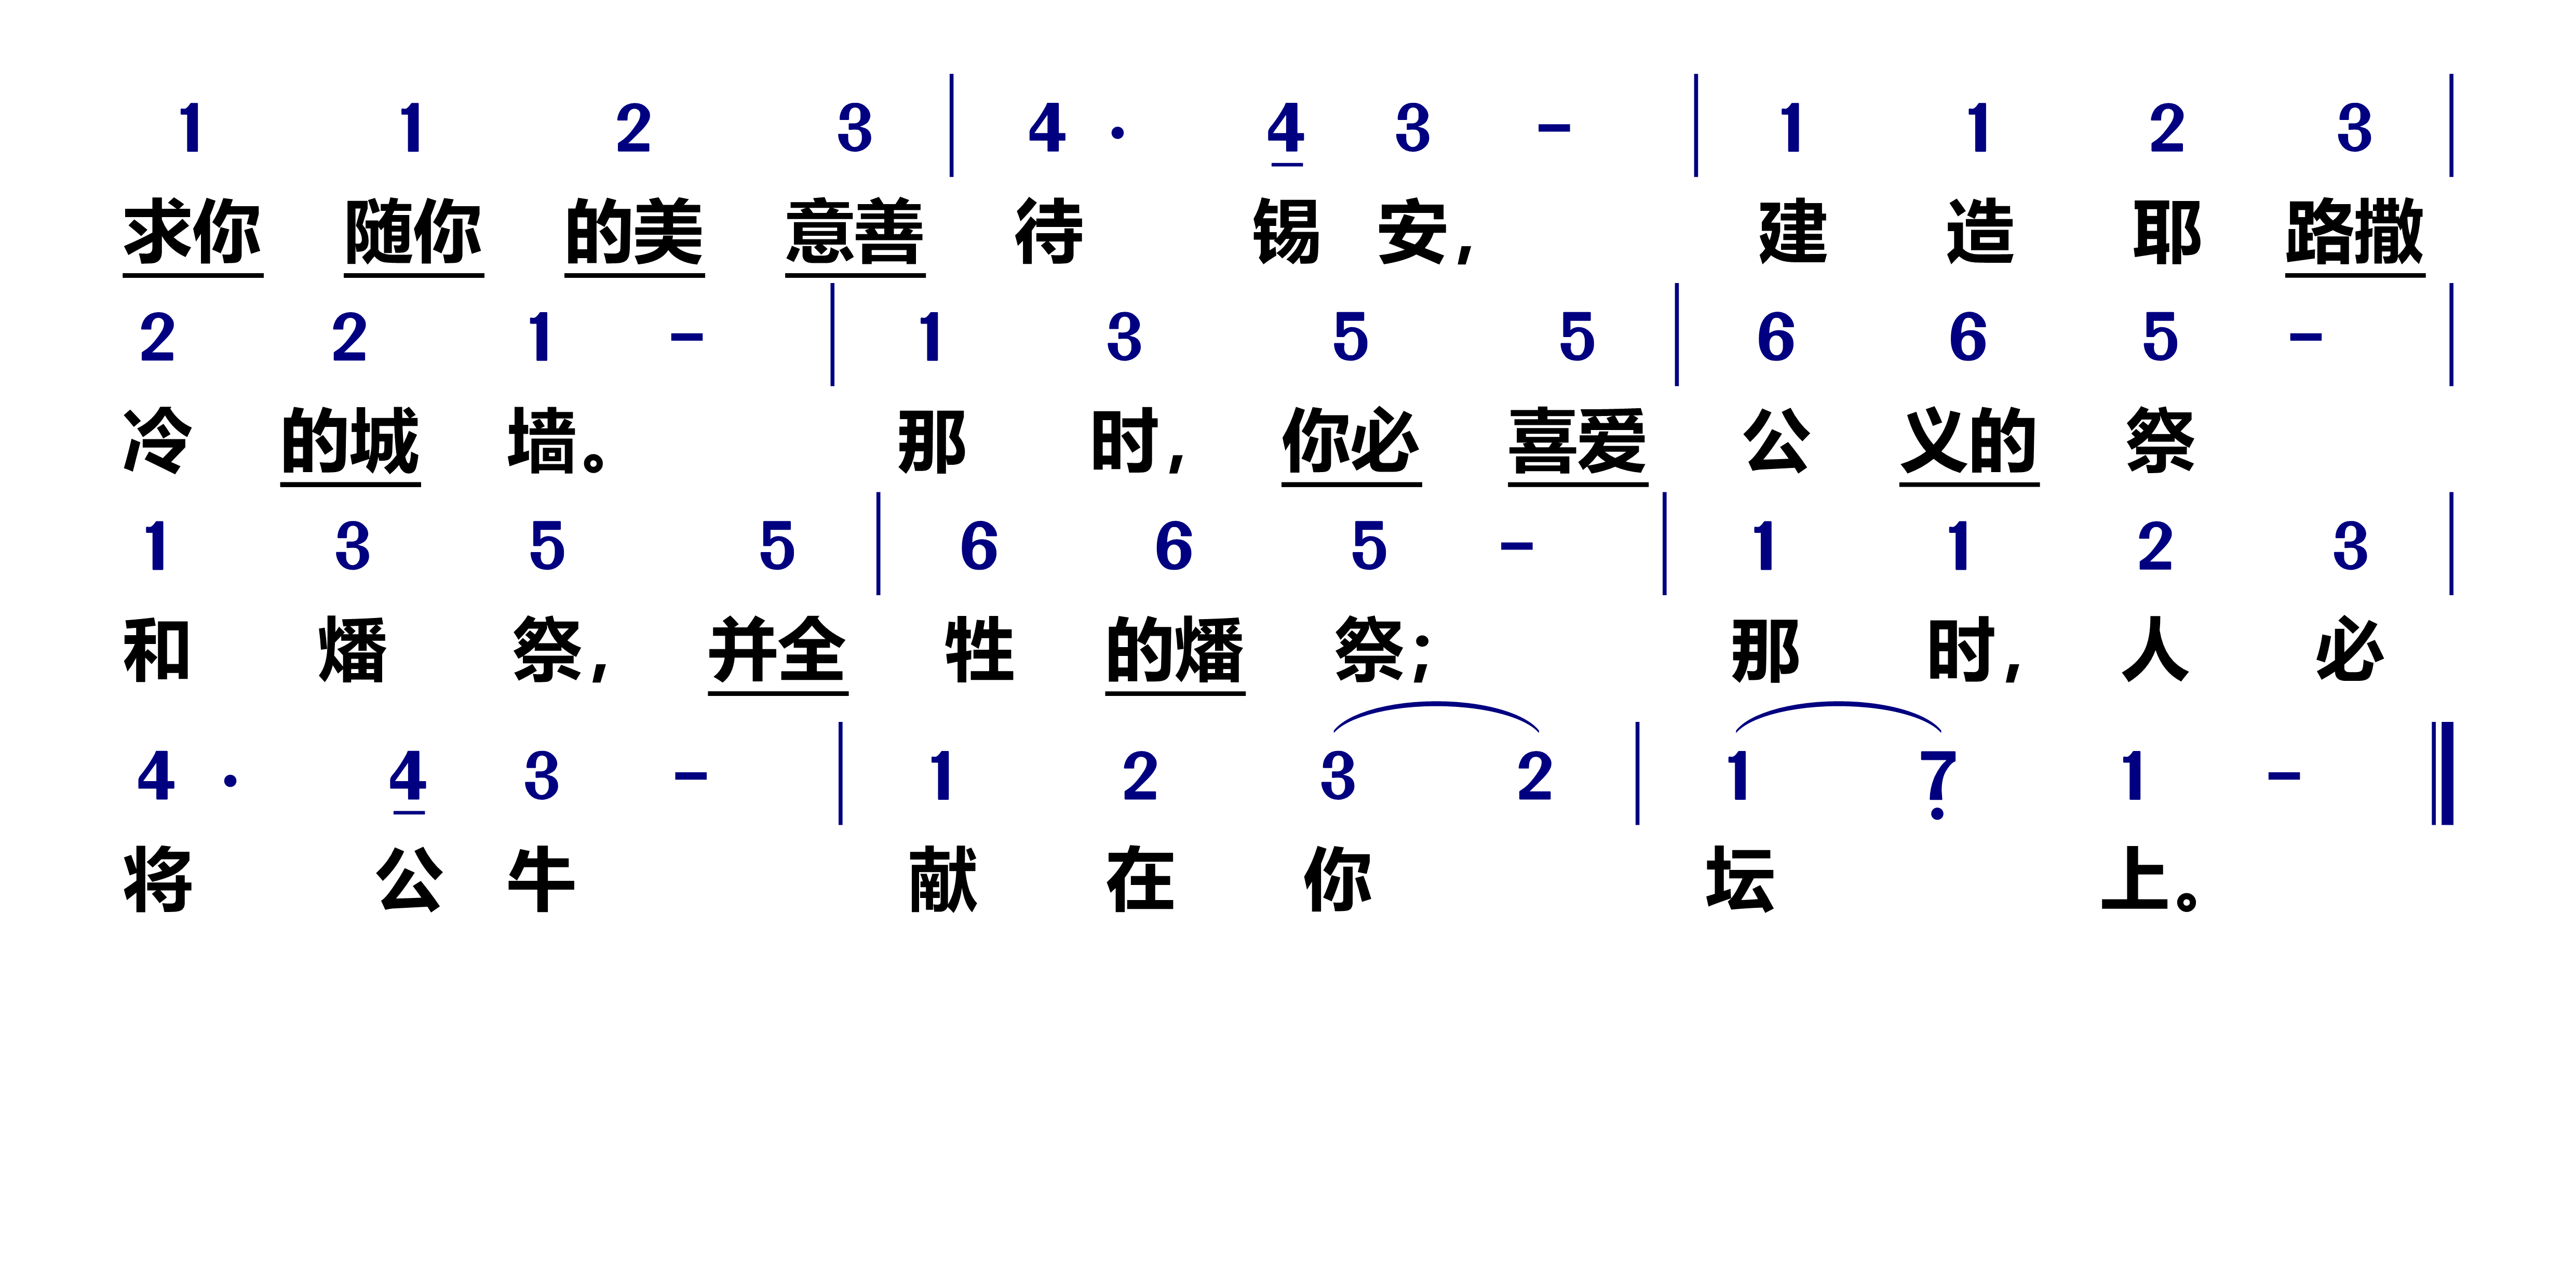 1 1 2 3 | 4 · 4 3 - | 1 1 2 3 |
求你 随你 的美 意善 待 锡 安, 建 造 耶 路撒
2 2 1 - | 1 3 5 5 | 6 6 5 - |
冷 的城 墙。 那 时, 你必 喜爱 公 义的 祭
1 3 5 5 | 6 6 5 - | 1 1 2 3 |
和 燔 祭, 并全 牲 的燔 祭; 那 时, 人 必
4 · 4 3 - | 1 2 3 2 | 1 7 1 - ‖
将 公 牛 献 在 你 坛 上。